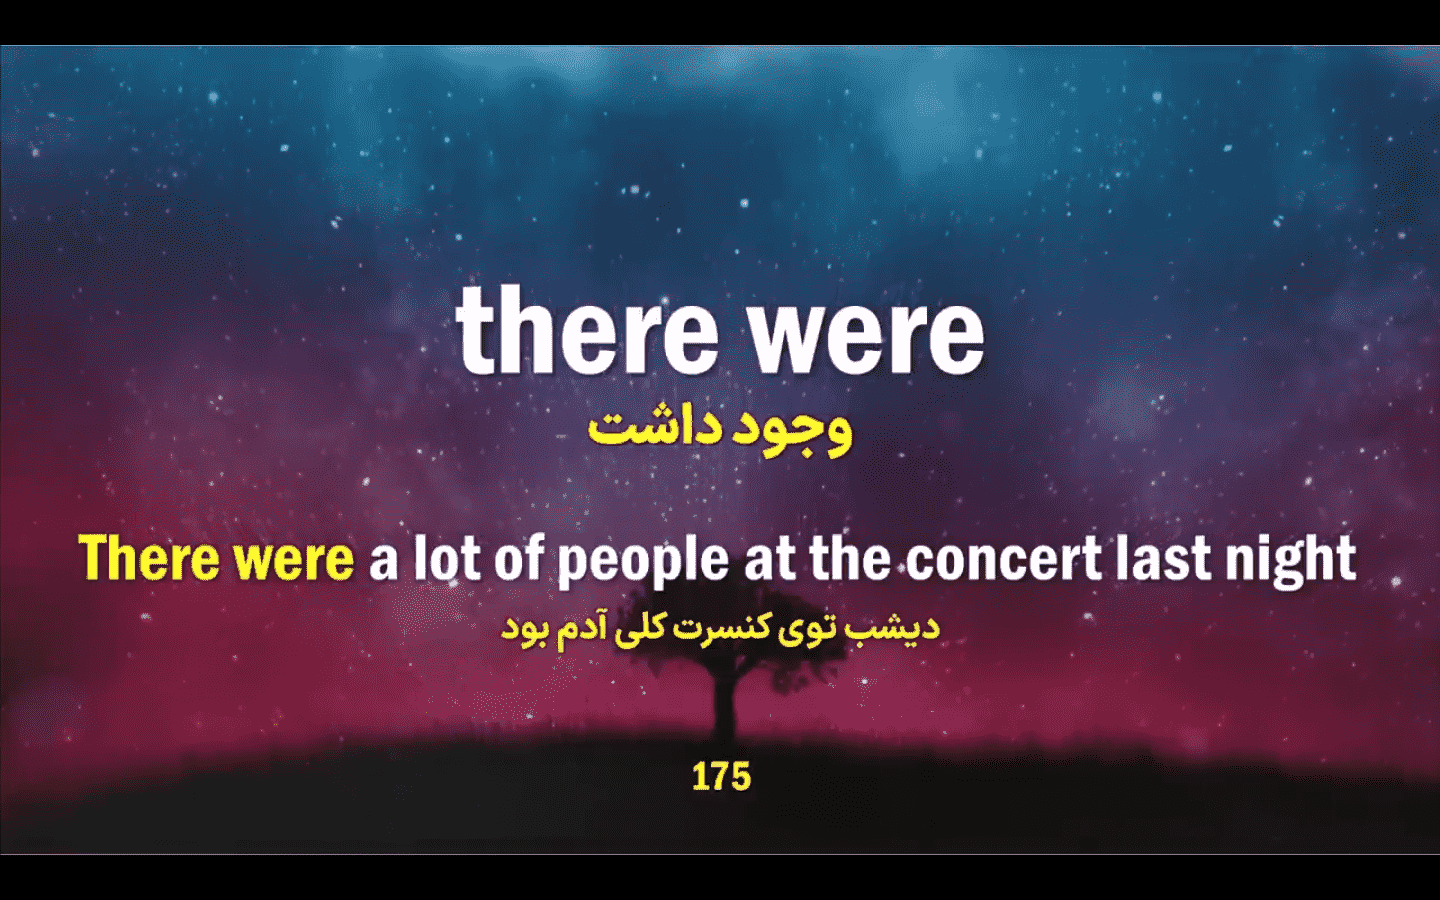 there were
وجود داشت
There were a lot of people at the concert last night
دیشب توی کنسرت کلی آدم بود
175